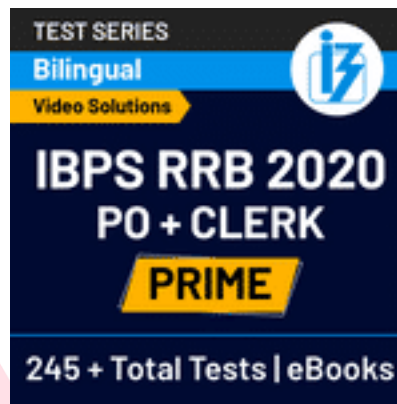 TEST SERIES
Bilingual
Video Solutions
IBPS RRB 2020
PO + CLERK
PRIME
245 + Total Tests | eBooks